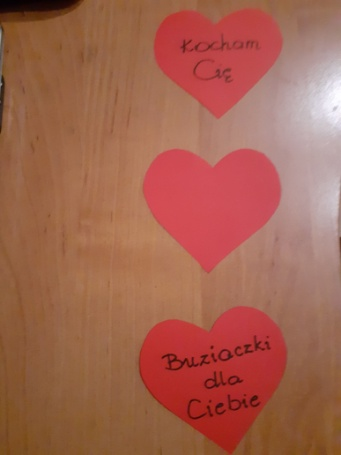 Kocham
Cię
Buziaczki
dla
Ciebie